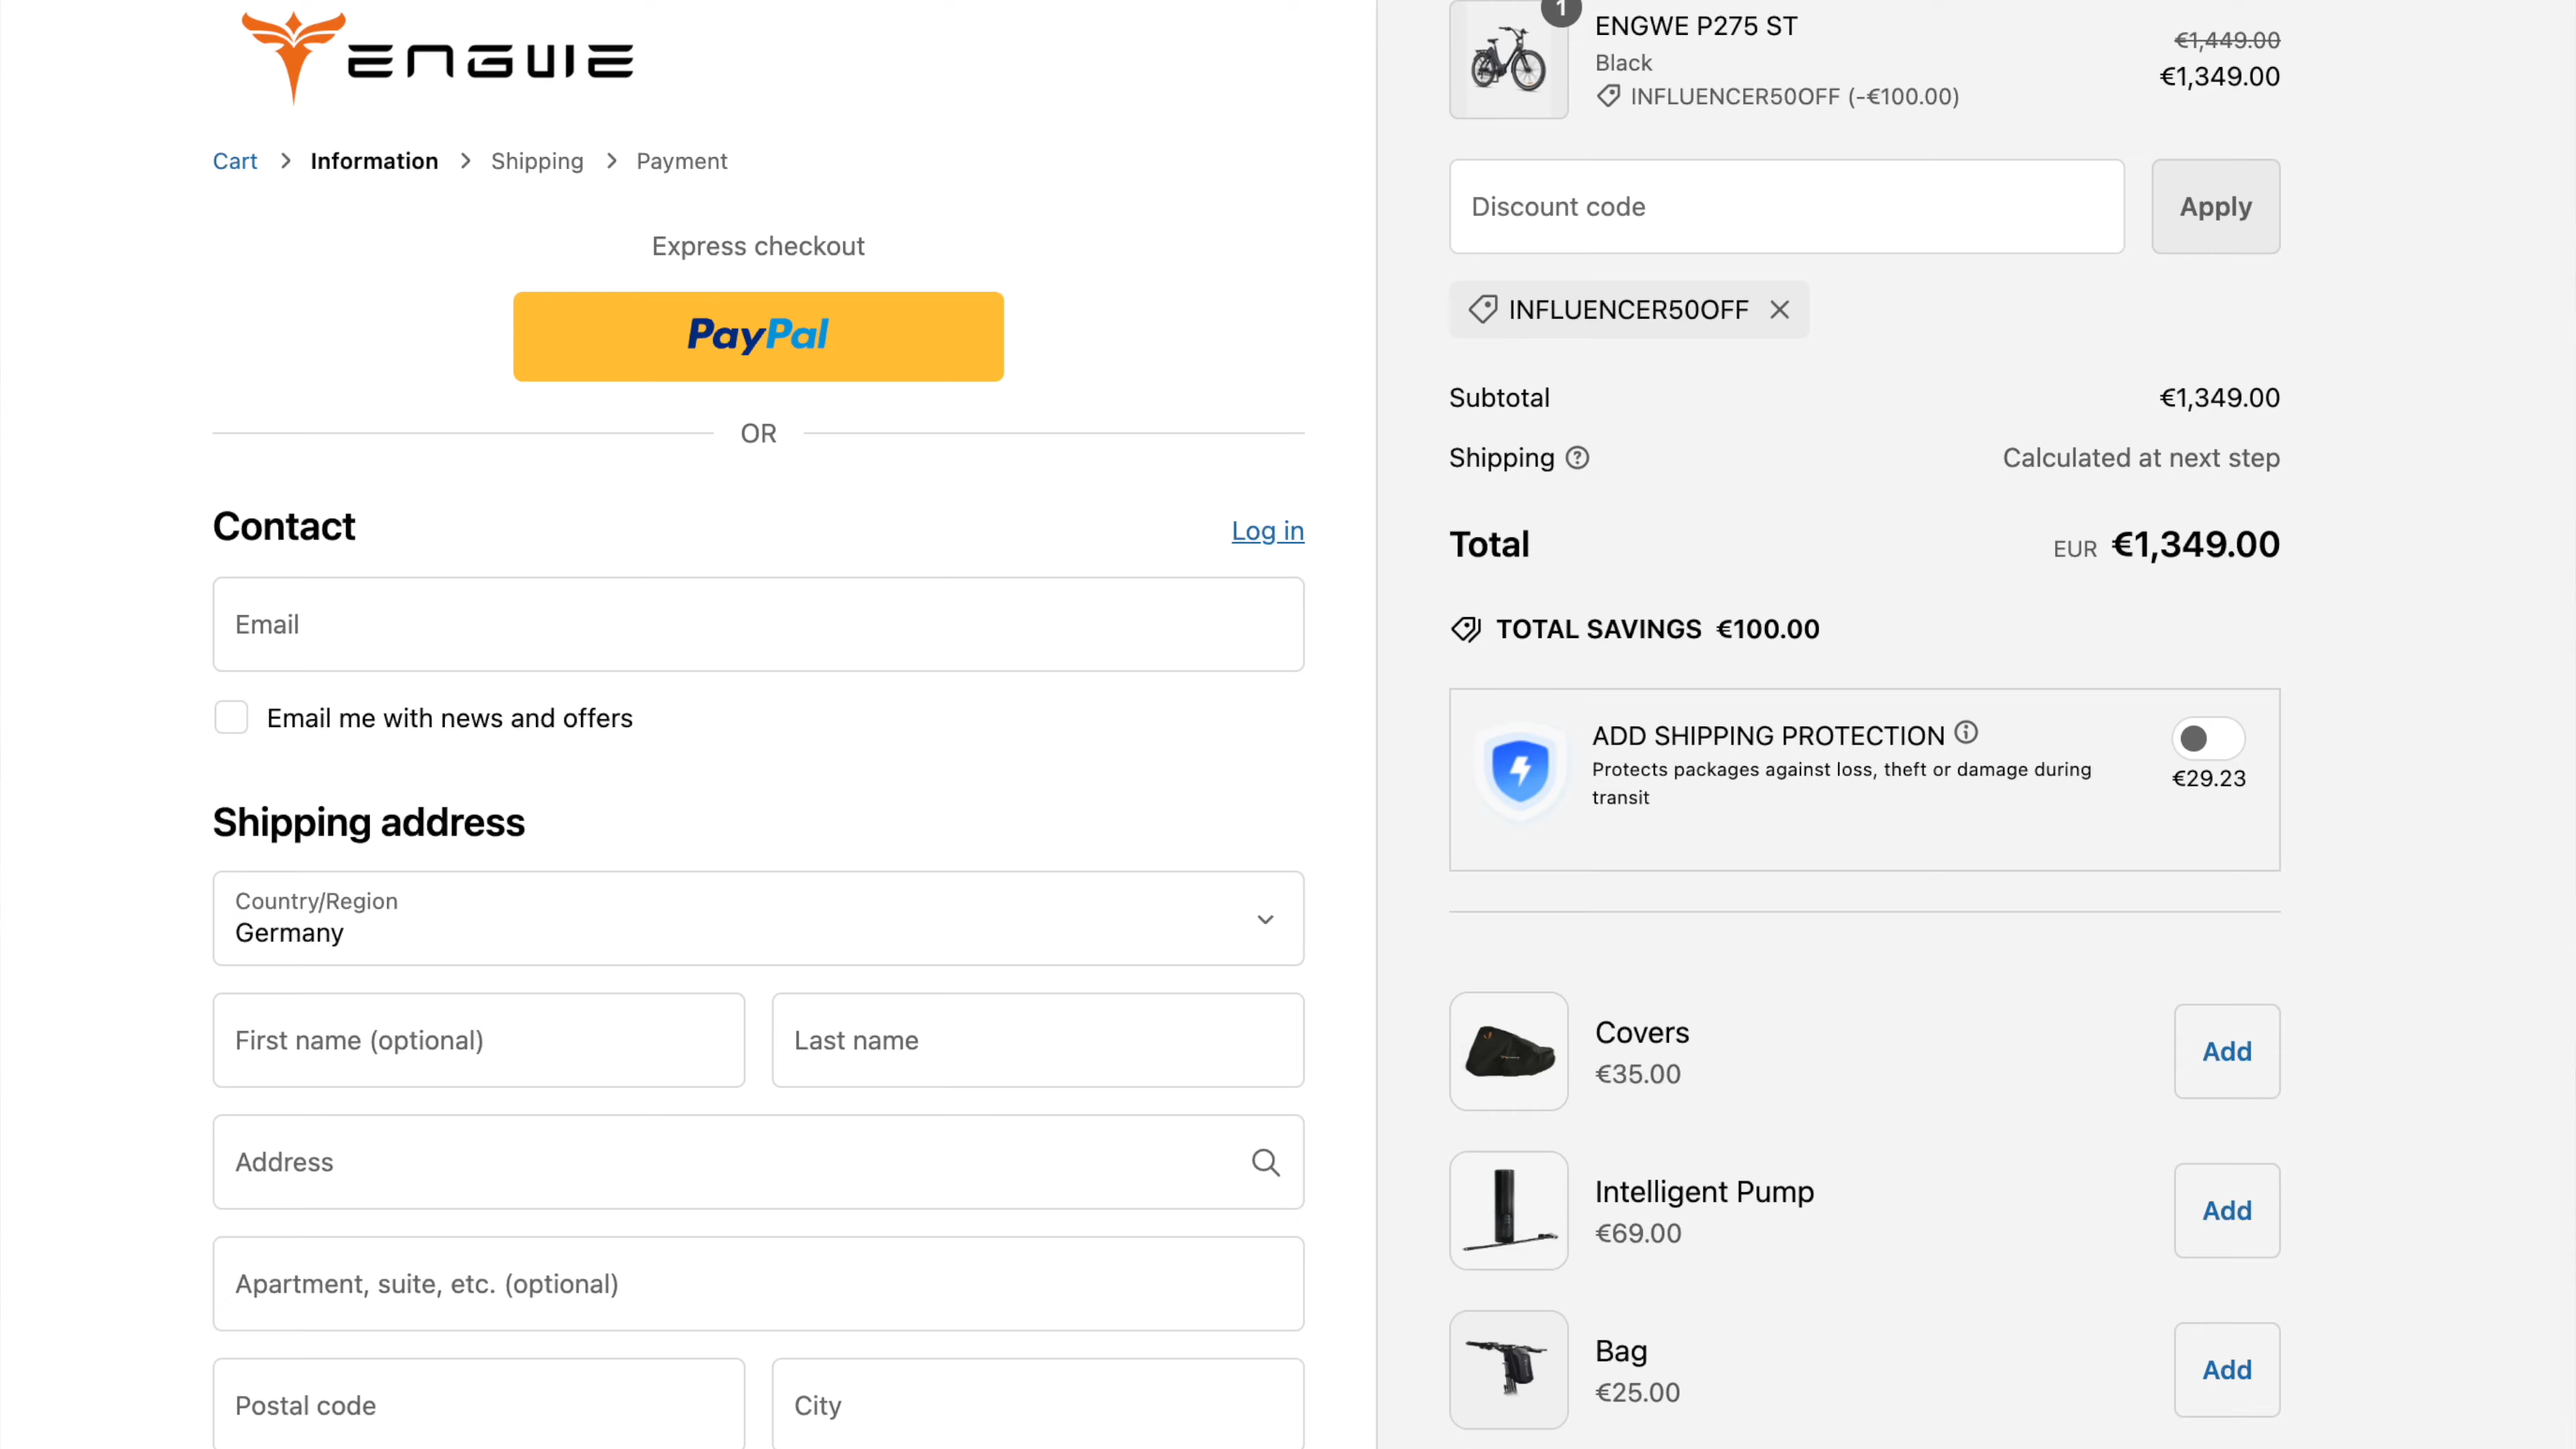 ENGWE
Cart > Information > Shipping > Payment
Express checkout
PayPal
OR
Contact
Log in
Email
Email me with news and offers
Shipping address
Country/Region
Germany
First name (optional)
Last name
Address
Apartment, suite, etc. (optional)
Postal code
City
1
ENGWE P275 ST
Black
INFLUENCER50OFF (-€100.00)
€1,449.00
€1,349.00
Discount code
Apply
INFLUENCER50OFF
Subtotal
€1,349.00
Shipping
Calculated at next step
Total
EUR €1,349.00
TOTAL SAVINGS €100.00
ADD SHIPPING PROTECTION
Protects packages against loss, theft or damage during
transit
€29.23
Covers
€35.00
Add
Intelligent Pump
€69.00
Add
Bag
€25.00
Add